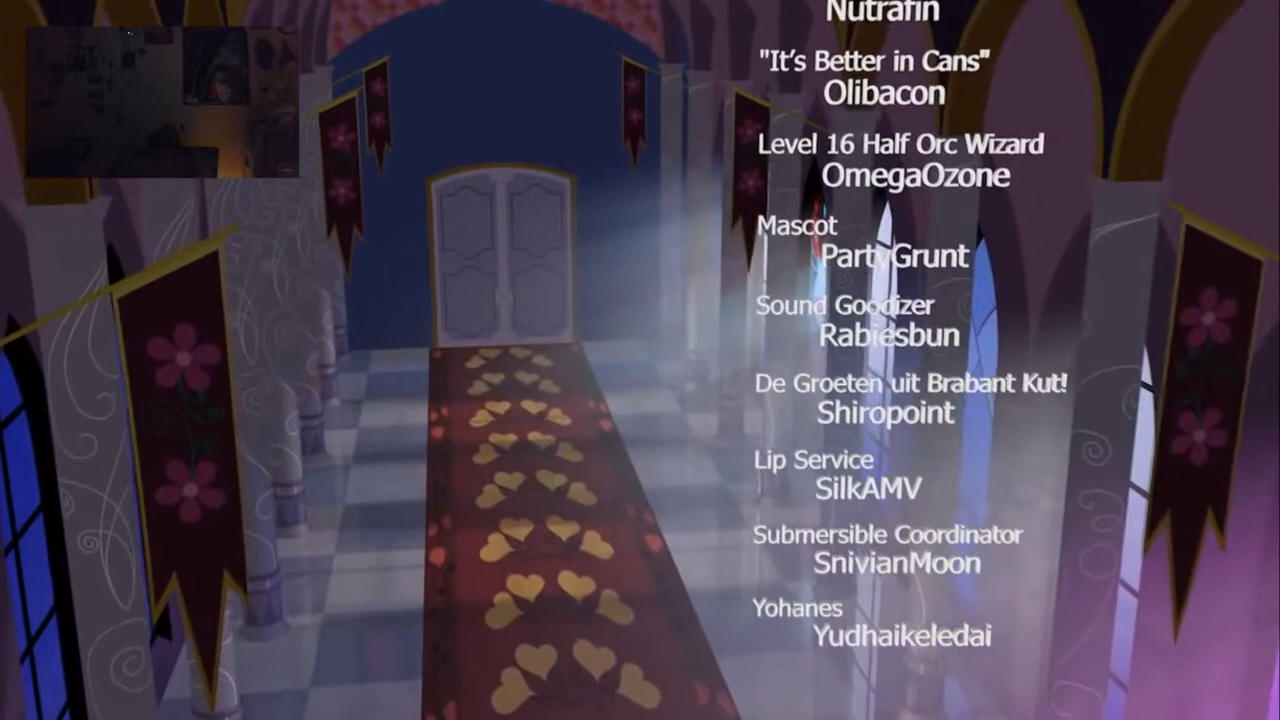 Nutrafin
"It's Better in Cans"
Olibacon
Level 16 Half Orc Wizard
OmegaOzone
Mascot
PartyGrunt
Sound Goodizer
Rabiesbun
De Groeten uit Brabant Kut!
Shiropoint
Lip Service
SilkAMV
Submersible Coordinator
SnivianMoon
Yohanes
Yudhaikeledai